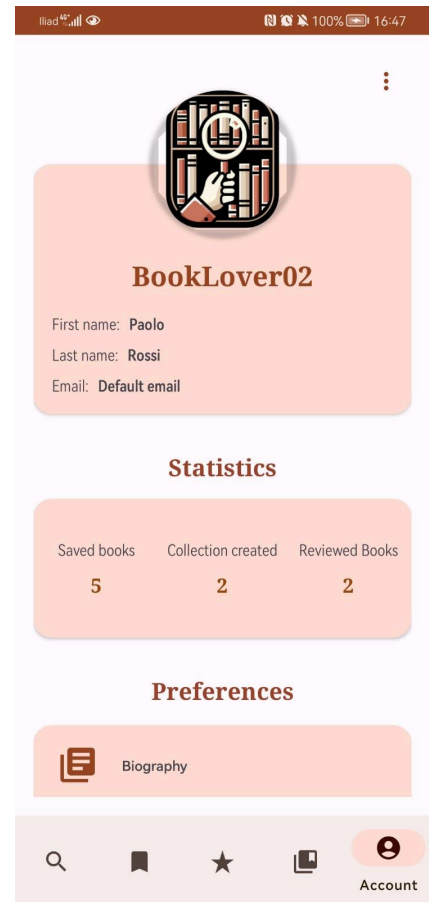 Iliad 100% 16:47
BookLover02
First name: Paolo
Last name: Rossi
Email: Default email
Statistics
Saved books Collection created Reviewed Books
5 2 2
Preferences
Biography
Account